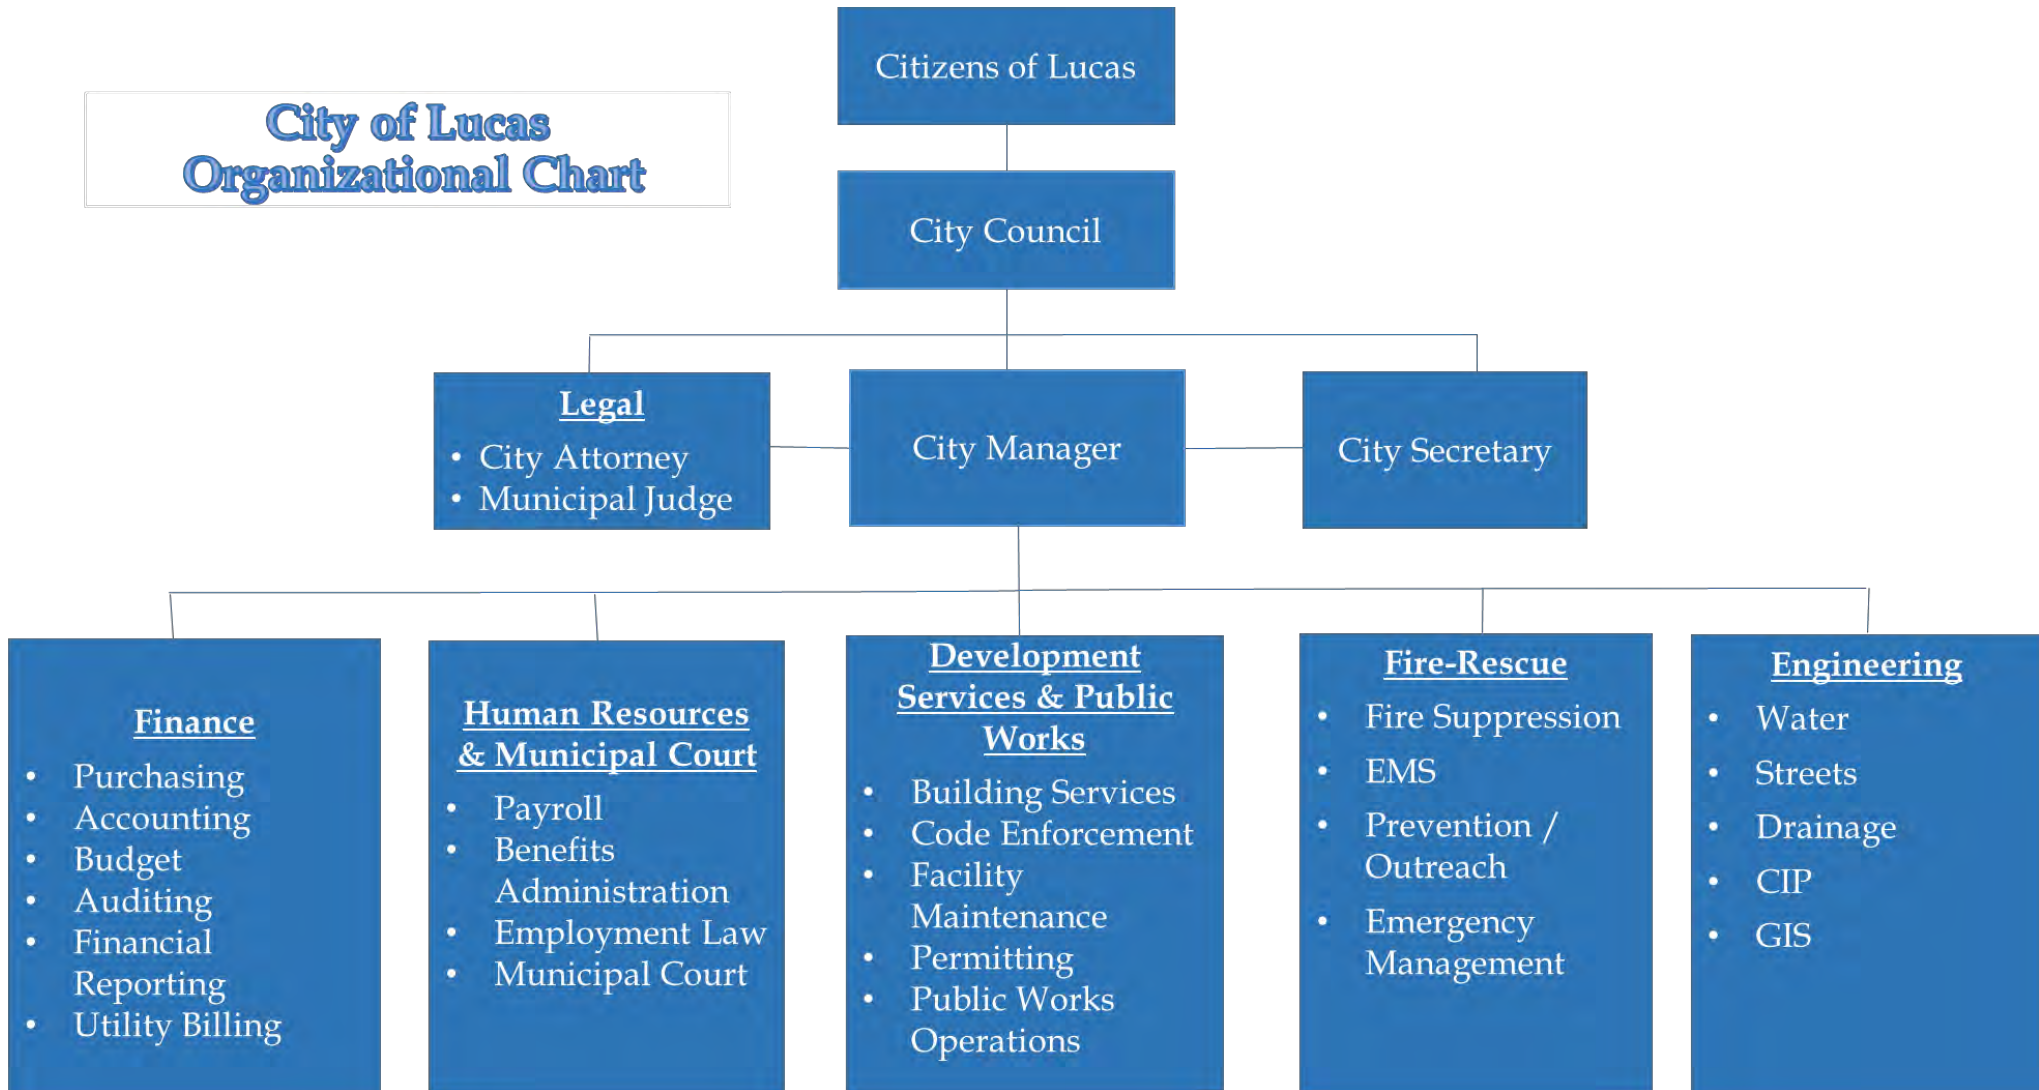 City of Lucas
Organizational Chart
Citizens of Lucas
City Council
Legal
• City Attorney
• Municipal Judge
City Manager
City Secretary
Finance
• Purchasing
• Accounting
• Budget
• Auditing
• Financial
Reporting
• Utility Billing
Human Resources
& Municipal Court
• Payroll
• Benefits
Administration
• Employment Law
• Municipal Court
Development
Services & Public
Works
• Building Services
• Code Enforcement
• Facility
Maintenance
• Permitting
• Public Works
Operations
Fire-Rescue
• Fire Suppression
• EMS
• Prevention /
Outreach
• Emergency
Management
Engineering
• Water
• Streets
• Drainage
• CIP
• GIS